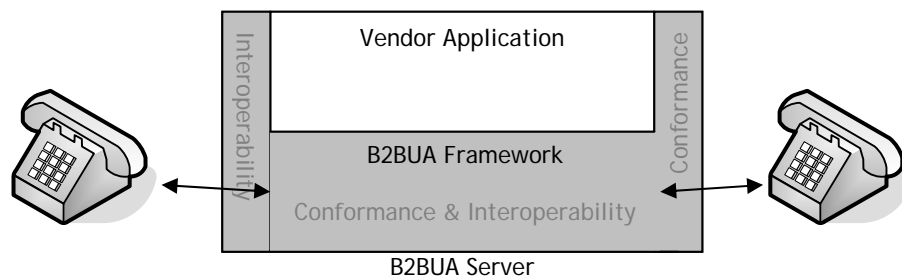 Interoperability
Vendor Application
Conformance
B2BUA Framework
Conformance & Interoperability
B2BUA Server